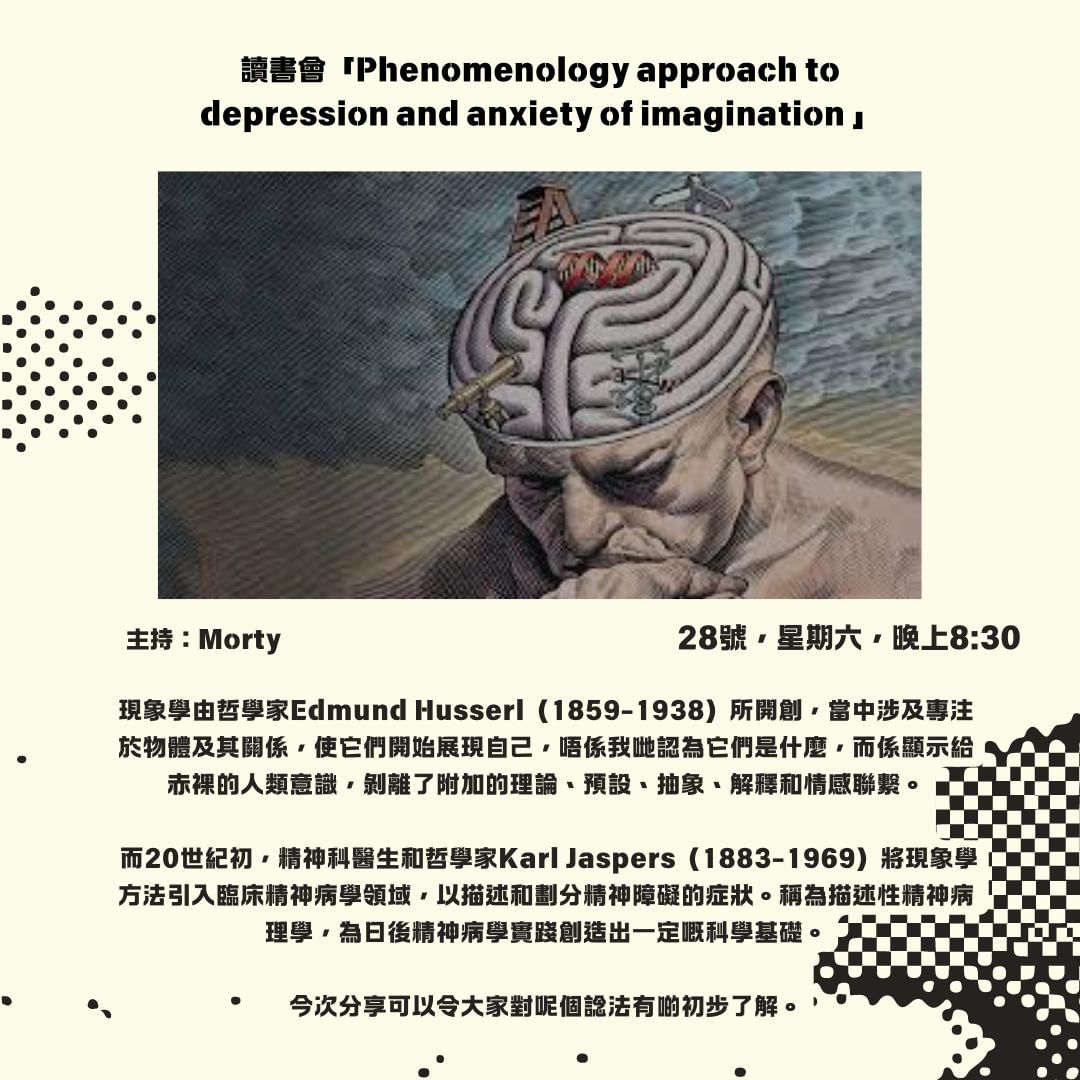 讀書會「Phenomenology approach to
depression and anxiety of imagination」
主持：Morty
28號，星期六，晚上8:30
現象學由哲學家Edmund Husserl（1859-1938）所開創，當中涉及專注
於物體及其關係，使它們開始展現自己，唔係我哋認為它們是什麼，而係顯示給
赤裸的人類意識，剝離了附加的理論、預設、抽象、解釋和情感聯繫。
而20世紀初，精神科醫生和哲學家Karl Jaspers（1883-1969）將現象學
方法引入臨床精神病學領域，以描述和劃分精神障礙的症狀。稱為描述性精神病
理學，為日後精神病學實踐創造出一定嘅科學基礎。
今次分享可以令大家對呢個諗法有啲初步了解。